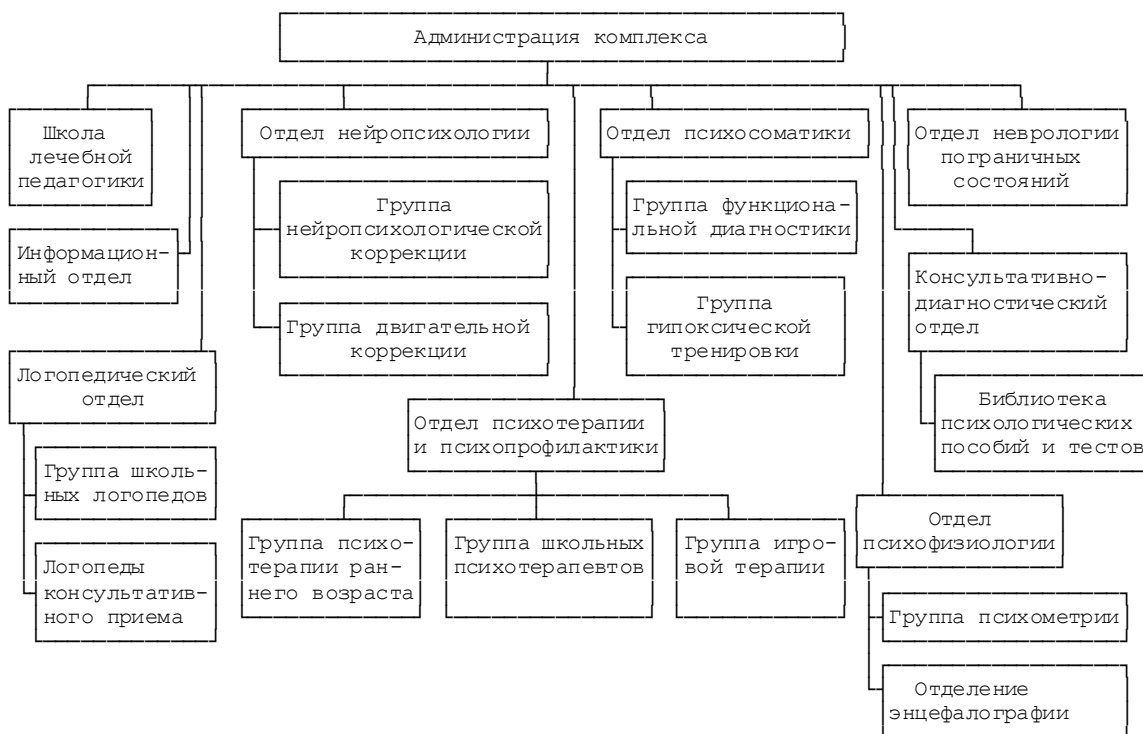 Администрация комплекса
Школа
лечебной
педагогики
Отдел нейропсихологии
Отдел психосоматики
Отдел неврологии
пограничных
состояний
Группа
нейропсихологической
коррекции
Группа функциона-
льной диагностики
Информацион-
ный отдел
Консультативно-
диагностический
отдел
Группа двигательной
коррекции
Группа
гипоксической
тренировки
Логопедический
отдел
Отдел психотерапии
и психопрофилактики
Библиотека
психологических
пособий и тестов
Группа школь-
ных логопедов
Группа психо-
терапии ран-
него возраста
Группа школьных
психотерапевтов
Группа игро-
вой терапии
Отдел
психофизиологии
Логопеды
консультатив-
ного приема
Группа психометрии
Отделение
энцефалографии